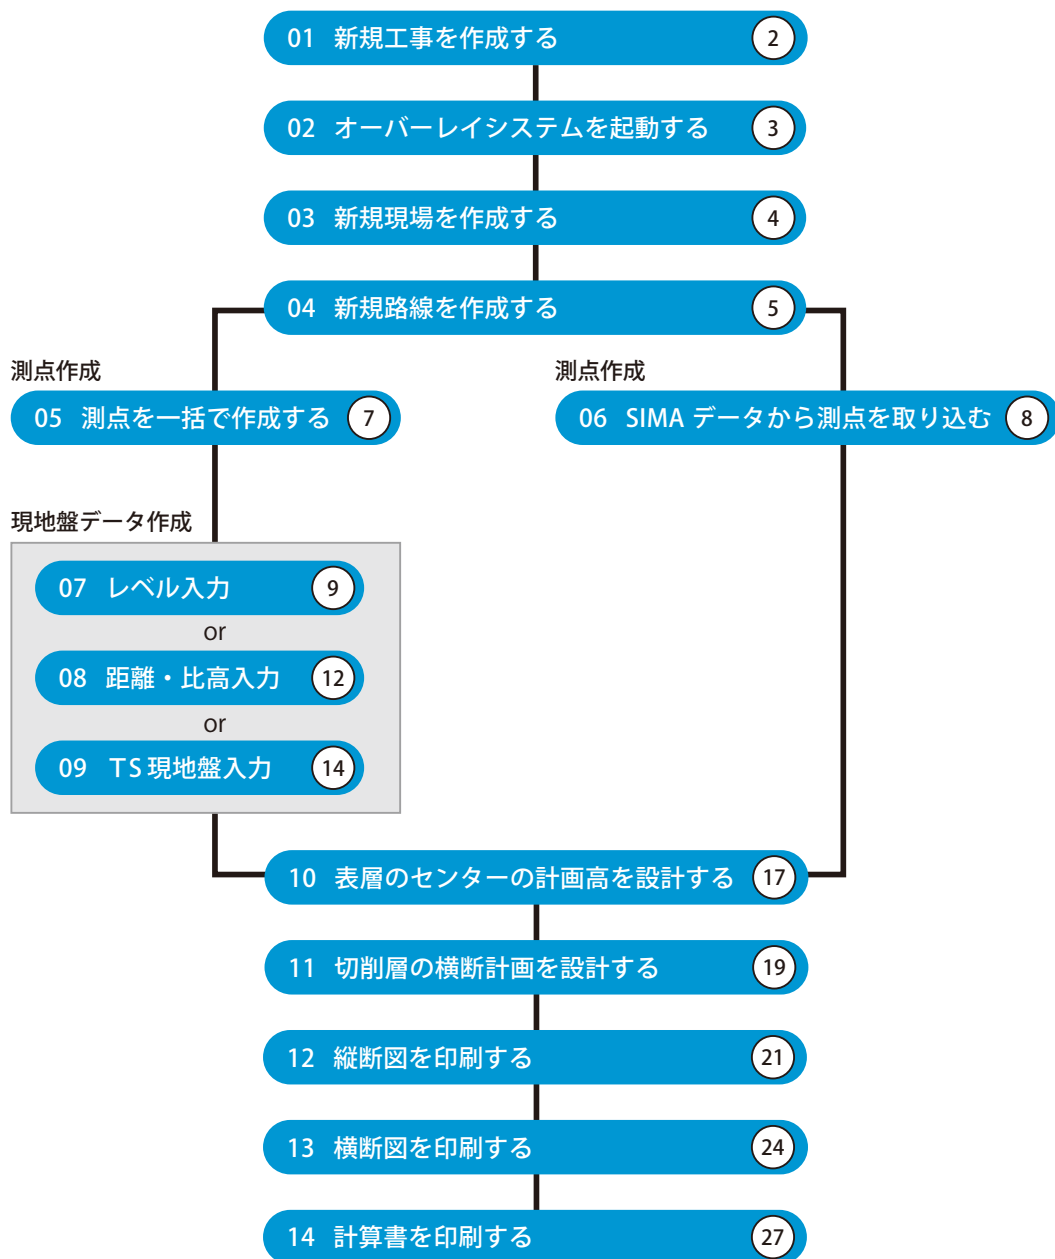 01 新規工事を作成する 2
02 オーバーレイシステムを起動する 3
03 新規現場を作成する 4
04 新規路線を作成する 5
測点作成
05 測点を一括で作成する 7
測点作成
06 SIMA データから測点を取り込む 8
現地盤データ作成
07 レベル入力 9
or
08 距離・比高入力 12
or
09 TS現地盤入力 14
10 表層のセンターの計画高を設計する 17
11 切削層の横断計画を設計する 19
12 縦断図を印刷する 21
13 横断図を印刷する 24
14 計算書を印刷する 27